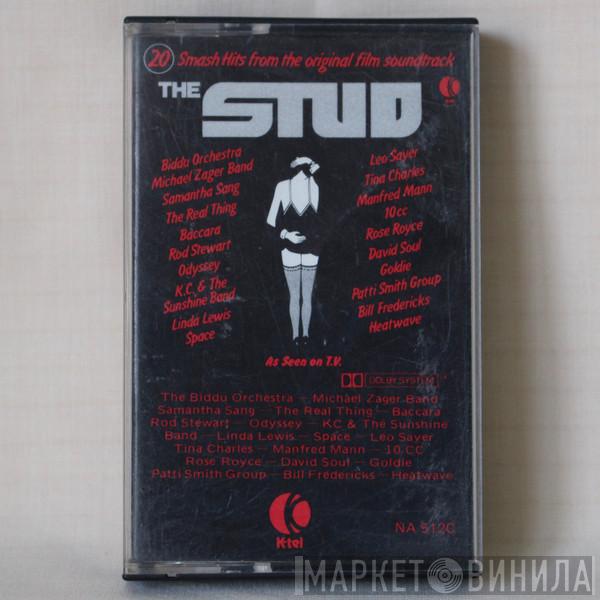 20 Smash Hits from the original film soundtrack
THE STUD
Biddu Orchestra
Michael Zager Band
Samantha Sang
The Real Thing
Baccara
Rod Stewart
Odyssey
K.C. & The
Sunshine Band
Linda Lewis
Space
Leo Sayer
Tina Charles
Manfred Mann
10cc
Rose Royce
David Soul
Goldie
Patti Smith Group
Bill Fredericks
Heatwave
As Seen on T.V.
DOLBY SYSTEM
The Biddu Orchestra – Michael Zager Band
Samantha Sang – The Real Thing – Baccara
Rod Stewart – Odyssey – KC & The Sunshine
Band – Linda Lewis – Space – Leo Sayer
Tina Charles – Manfred Mann – 10 CC
Rose Royce – David Soul – Goldie
Patti Smith Group – Bill Fredericks – Heatwave
K-tel
NA 512C
МАРКЕТ ВИНИЛА